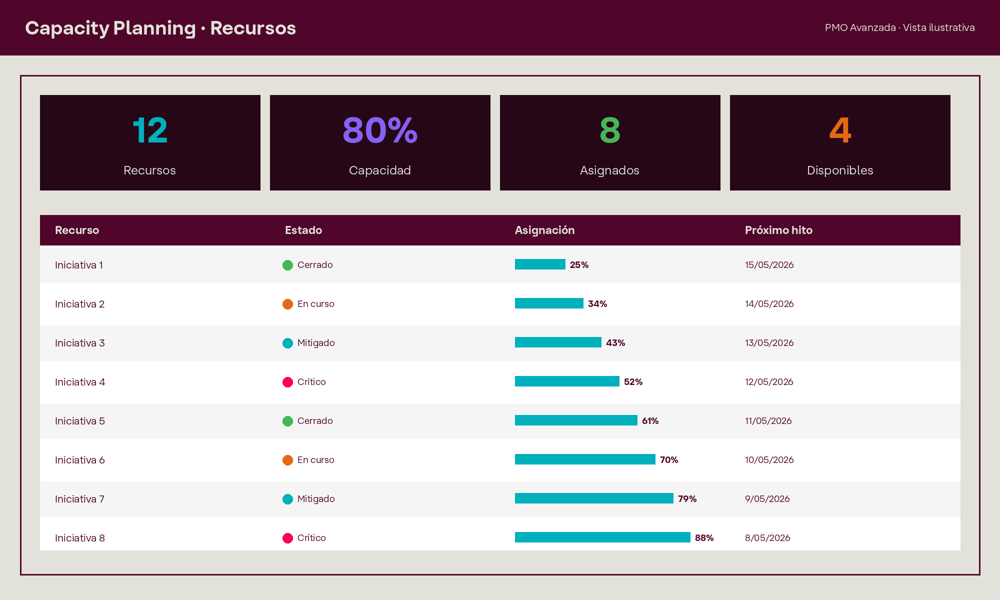 Capacity Planning · Recursos
PMO Avanzada · Vista ilustrativa
12
Recursos
80%
Capacidad
8
Asignados
4
Disponibles
Recurso Estado Asignación Próximo hito
Iniciativa 1 Cerrado 25% 15/05/2026
Iniciativa 2 En curso 34% 14/05/2026
Iniciativa 3 Mitigado 43% 13/05/2026
Iniciativa 4 Crítico 52% 12/05/2026
Iniciativa 5 Cerrado 61% 11/05/2026
Iniciativa 6 En curso 70% 10/05/2026
Iniciativa 7 Mitigado 79% 9/05/2026
Iniciativa 8 Crítico 88% 8/05/2026